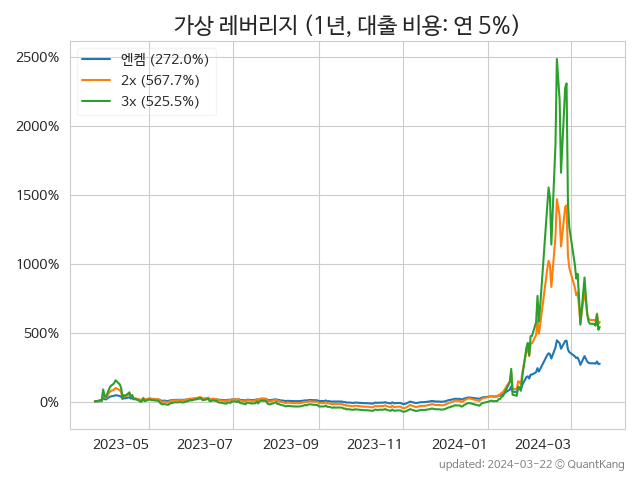 가상 레버리지 (1년, 대출 비용: 연 5%)
2500%
2000%
1500%
1000%
500%
0%
엔켐 (272.0%)
2x (567.7%)
3x (525.5%)
2023-05
2023-07
2023-09
2023-11
2024-01
2024-03
updated: 2024-03-22 © QuantKang